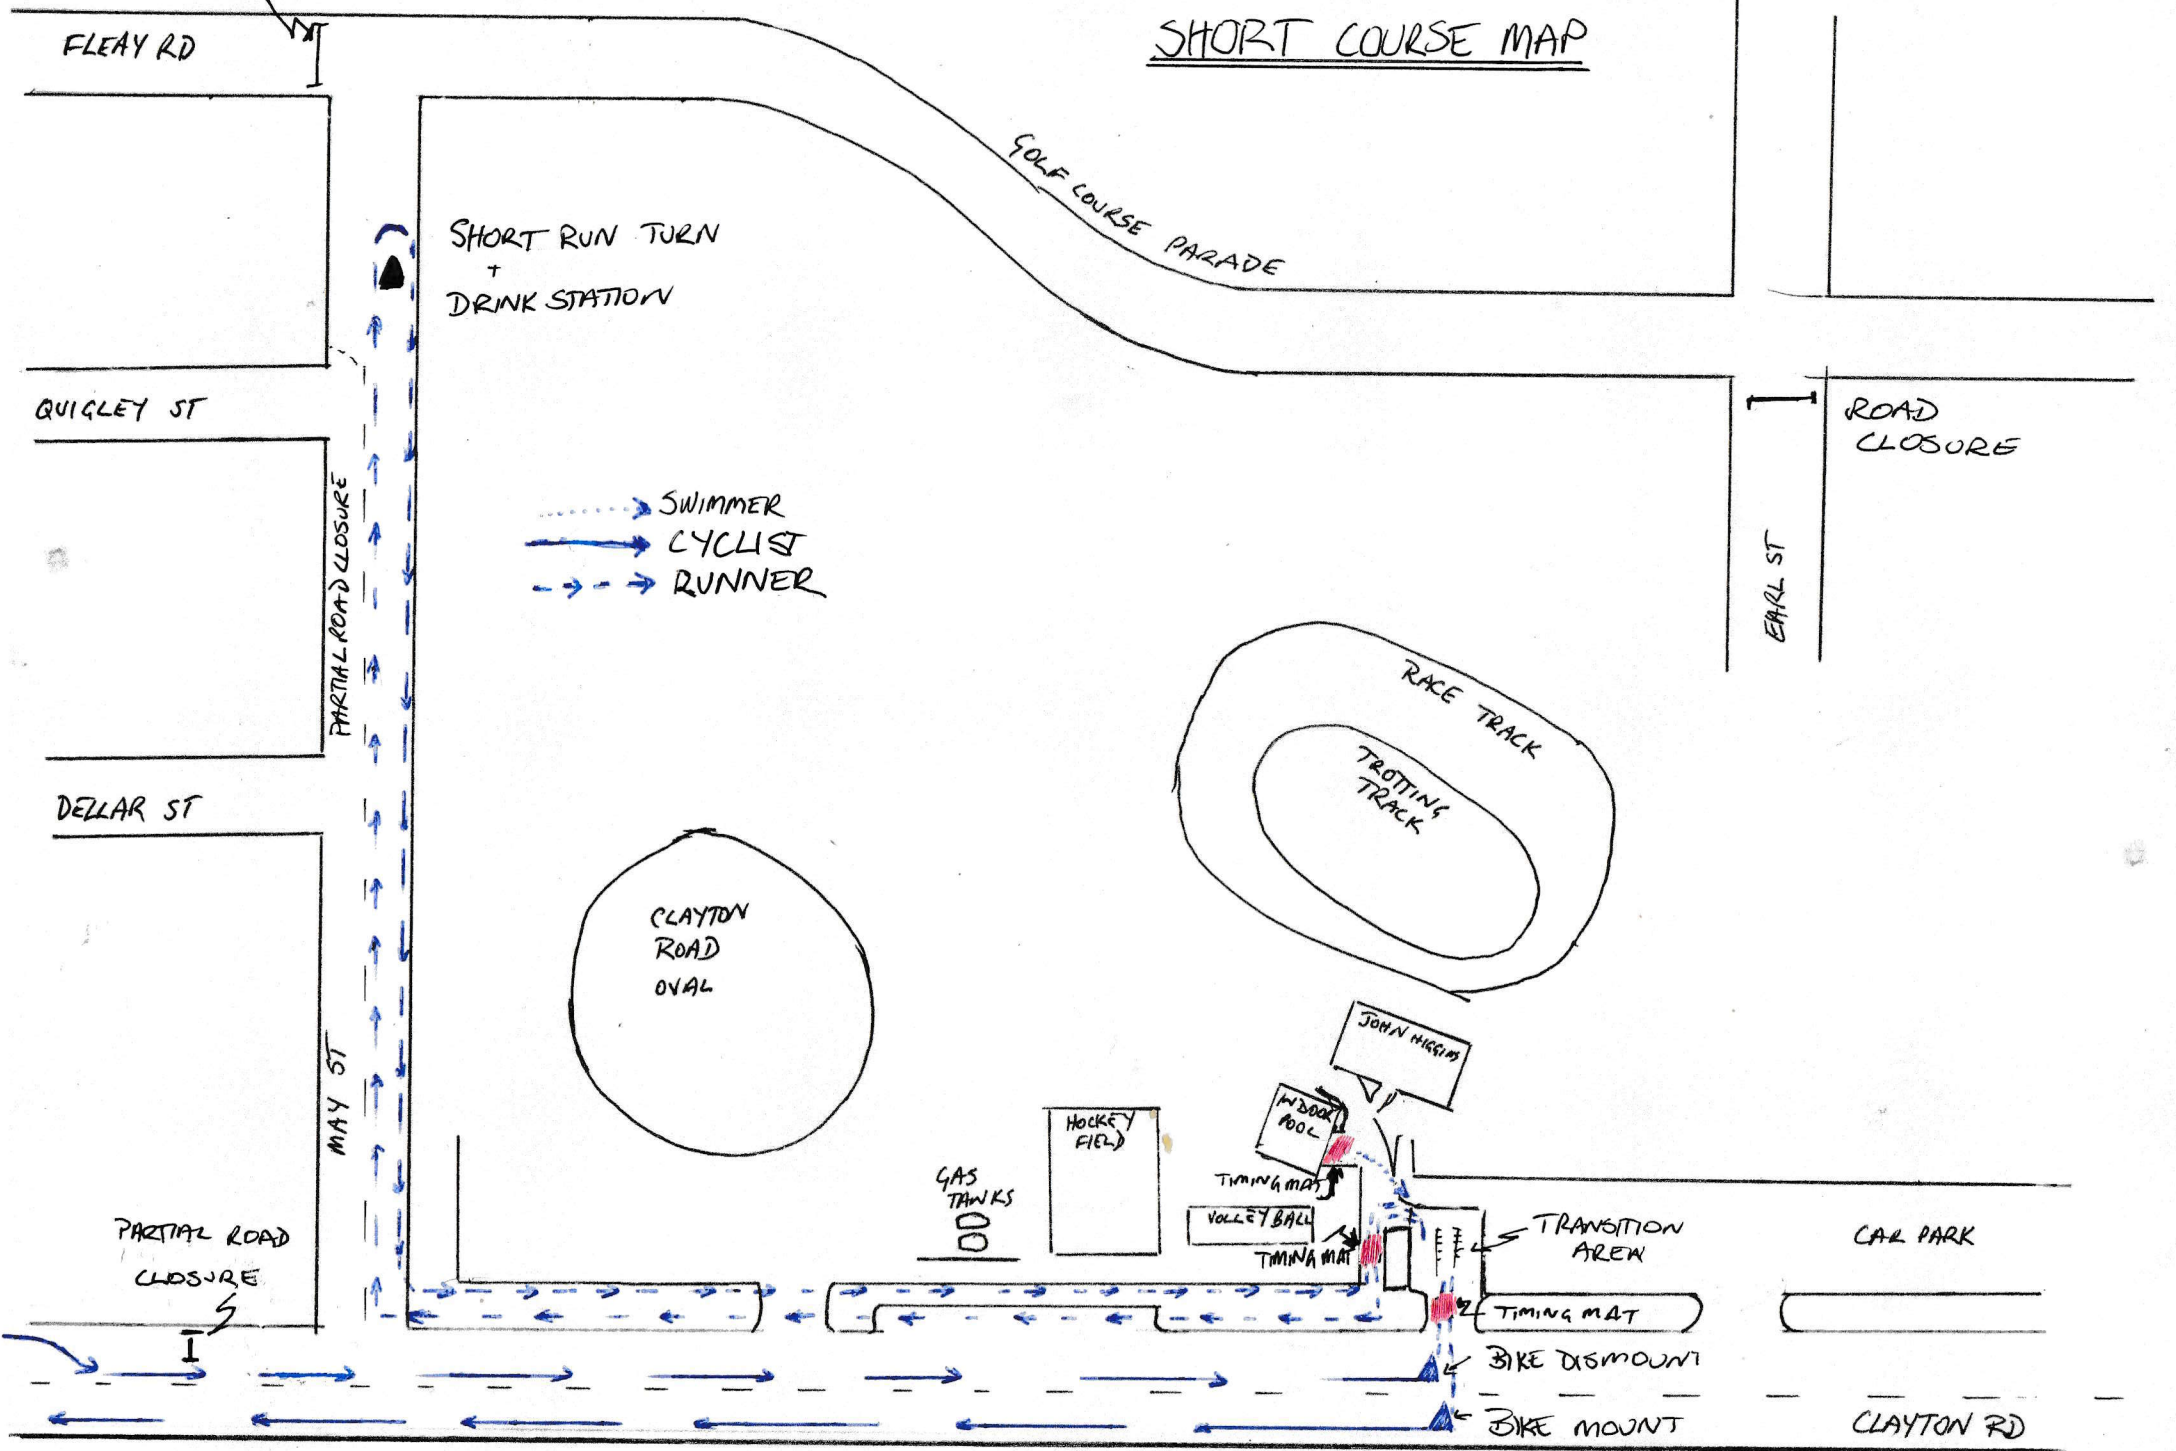 SHORT COURSE MAP
FLEAY RD
GOLF COURSE PARADE
SHORT RUN TURN
+
DRINK STATION
QUIGLEY ST
ROAD
CLOSURE
PARTIAL ROAD CLOSURE
SWIMMER
CYCLIST
RUNNER
EARL ST
RACE TRACK
TROTTING
TRACK
DELLAR ST
CLAYTON
ROAD
OVAL
JOHN HIGGINS
MAY ST
INDOOR
POOL
HOCKEY
FIELD
GAS
TANKS
TIMING MAT
VOLLEYBALL
TIMING MAT
TRANSITION
AREA
CAR PARK
PARTIAL ROAD
CLOSURE
TIMING MAT
BIKE DISMOUNT
BIKE MOUNT
CLAYTON RD